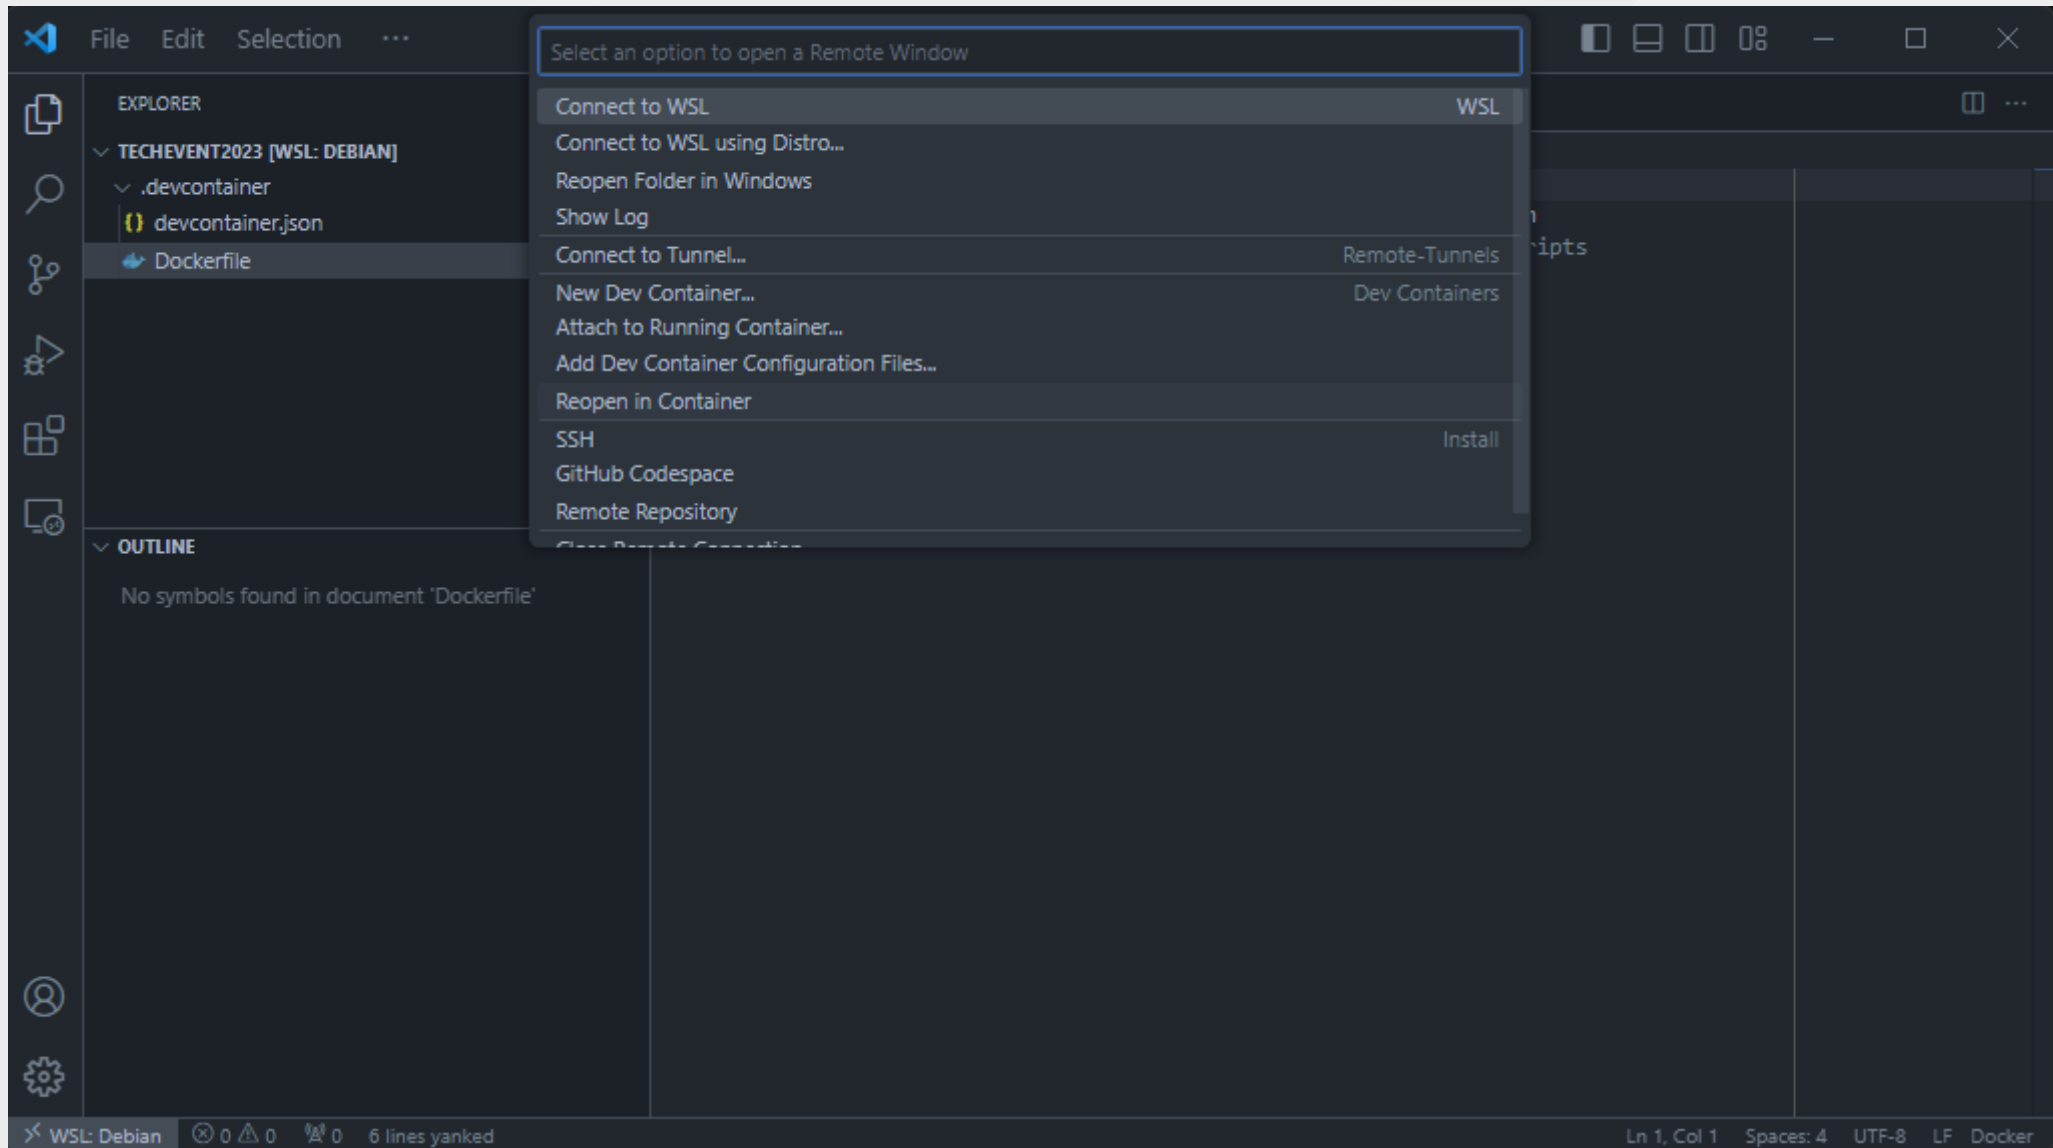 File Edit Selection ···
Select an option to open a Remote Window
Connect to WSL WSL
Connect to WSL using Distro...
Reopen Folder in Windows
Show Log
Connect to Tunnel... Remote-Tunnels
New Dev Container... Dev Containers
Attach to Running Container...
Add Dev Container Configuration Files...
Reopen in Container
SSH Install
GitHub Codespace
Remote Repository
Close Remote Connection
EXPLORER
TECHEVENT2023 [WSL: DEBIAN]
.devcontainer
{} devcontainer.json
Dockerfile
OUTLINE
No symbols found in document 'Dockerfile'
ripts
WSL: Debian 0 0 0 6 lines yanked
Ln 1, Col 1 Spaces: 4 UTF-8 LF Docker